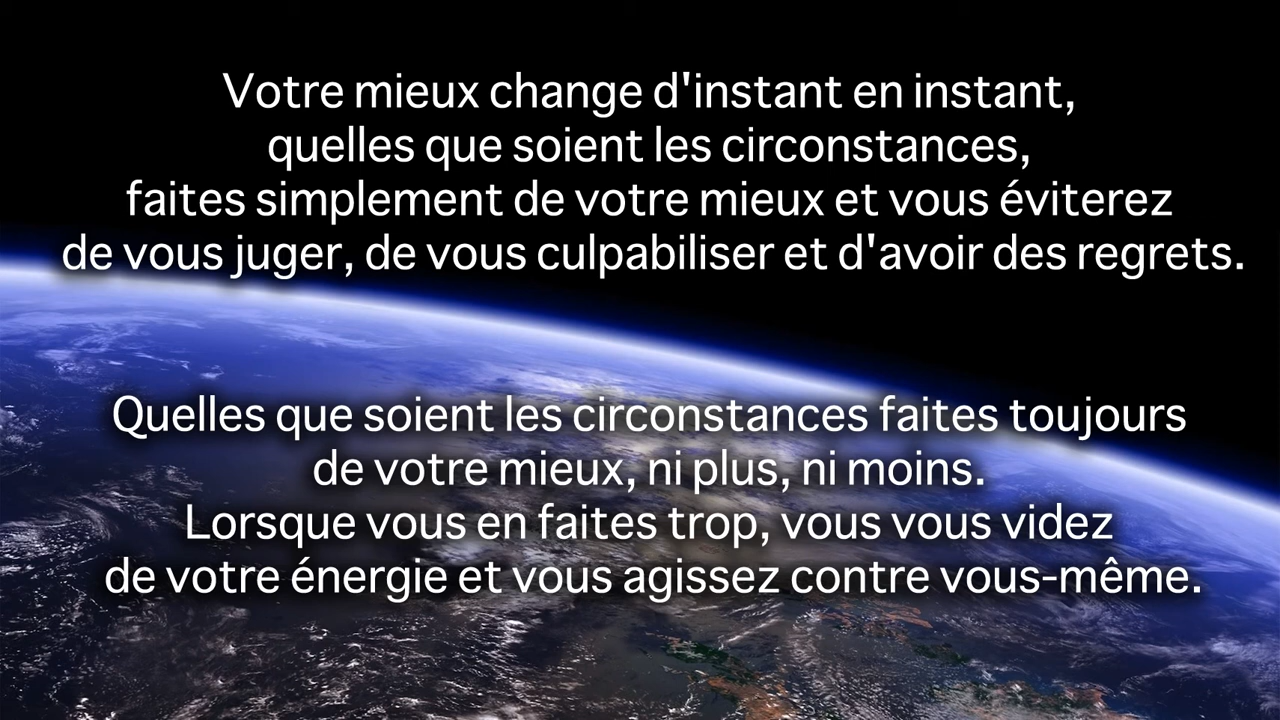 Votre mieux change d'instant en instant,
quelles que soient les circonstances,
faites simplement de votre mieux et vous éviterez
de vous juger, de vous culpabiliser et d'avoir des regrets.
Quelles que soient les circonstances faites toujours
de votre mieux, ni plus, ni moins.
Lorsque vous en faites trop, vous vous videz
de votre énergie et vous agissez contre vous-même.